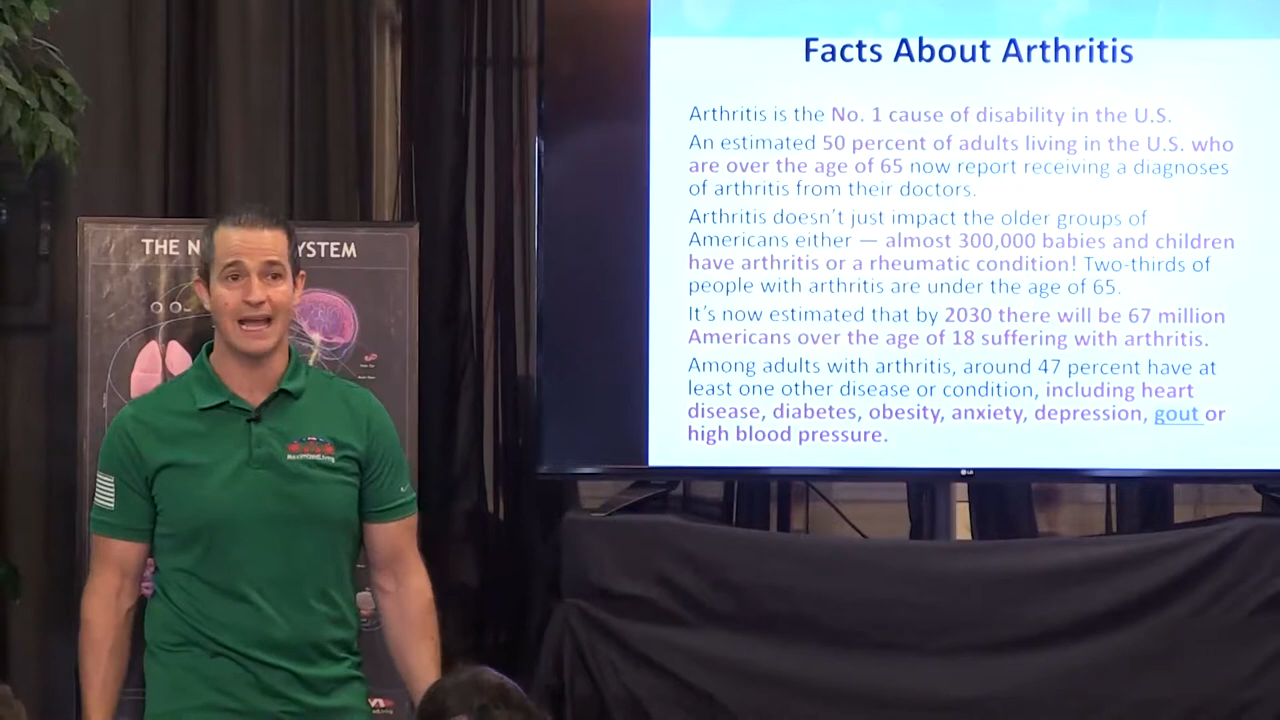 Facts About Arthritis
Arthritis is the No. 1 cause of disability in the U.S.
An estimated 50 percent of adults living in the U.S. who
are over the age of 65 now report receiving a diagnoses
of arthritis from their doctors.
Arthritis doesn't just impact the older groups of
Americans either — almost 300,000 babies and children
have arthritis or a rheumatic condition! Two-thirds of
people with arthritis are under the age of 65.
It's now estimated that by 2030 there will be 67 million
Americans over the age of 18 suffering with arthritis.
Among adults with arthritis, around 47 percent have at
least one other disease or condition, including heart
disease, diabetes, obesity, anxiety, depression, gout or
high blood pressure.
LG
THE N YSTEM